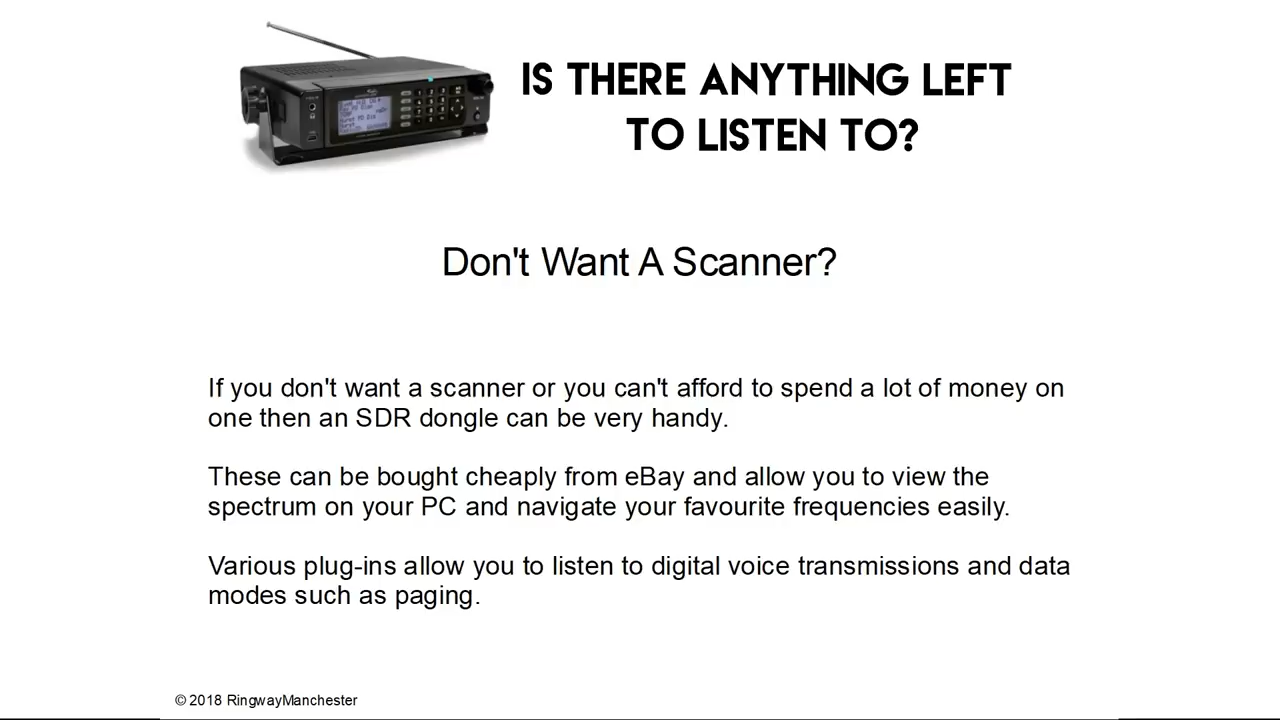 IS THERE ANYTHING LEFT
TO LISTEN TO?
Don't Want A Scanner?
If you don't want a scanner or you can't afford to spend a lot of money on
one then an SDR dongle can be very handy.
These can be bought cheaply from eBay and allow you to view the
spectrum on your PC and navigate your favourite frequencies easily.
Various plug-ins allow you to listen to digital voice transmissions and data
modes such as paging.
© 2018 RingwayManchester